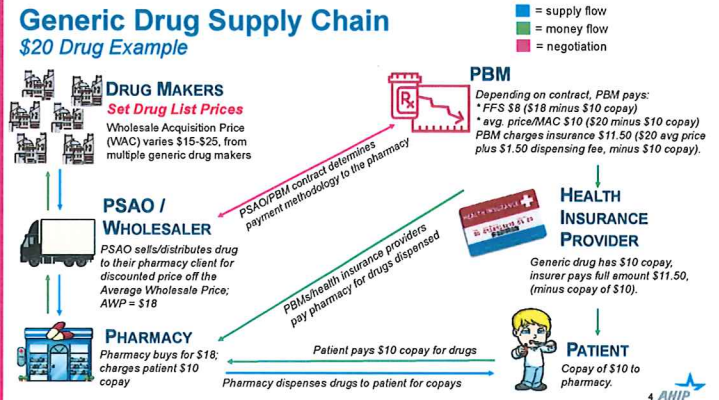 Generic Drug Supply Chain
$20 Drug Example
= supply flow
= money flow
= negotiation
DRUG MAKERS
Set Drug List Prices
Wholesale Acquisition Price
(WAC) varies $15-$25, from
multiple generic drug makers
PBM
Depending on contract, PBM pays:
* FFS $8 ($18 minus $10 copay)
* avg. price/MAC $10 ($20 minus $10 copay)
PBM charges insurance $11.50 ($20 avg price
plus $1.50 dispensing fee, minus $10 copay).
Rx
PSAO/PBM contract determines
payment methodology to the pharmacy
PSAO /
WHOLESALER
PSAO sells/distributes drug
to their pharmacy client for
discounted price off the
Average Wholesale Price;
AWP = $18
HEALTH INSURANCE
HEALTH
INSURANCE
PROVIDER
Generic drug has $10 copay,
insurer pays full amount $11.50,
(minus copay of $10).
PBMs/health insurance providers
pay pharmacy for drugs dispensed
PHARMACY
Pharmacy buys for $18;
charges patient $10
copay
Patient pays $10 copay for drugs
Pharmacy dispenses drugs to patient for copays
PATIENT
Copay of $10 to
pharmacy.
4 AHIP